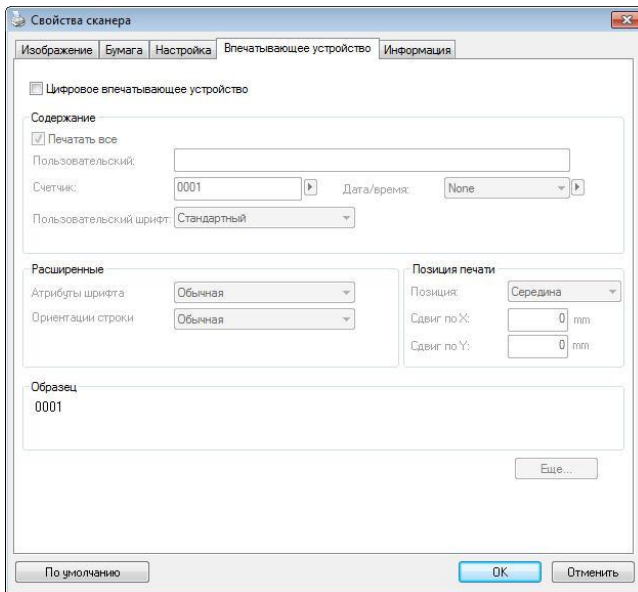 Свойства сканера
Изображение Бумага Настройка Впечатывающее устройство Информация
Цифровое впечатывающее устройство
Содержание
Печатать все
Пользовательский:
Счетчик: 0001 Дата/время: None
Пользовательский шрифт: Стандартный
Расширенные Позиция печати
Атрибуты шрифта Обычная Позиция: Середина
Ориентации строки Обычная Сдвиг по X: 0 mm
Сдвиг по Y: 0 mm
Образец
0001
Еще...
По умолчанию OK Отменить